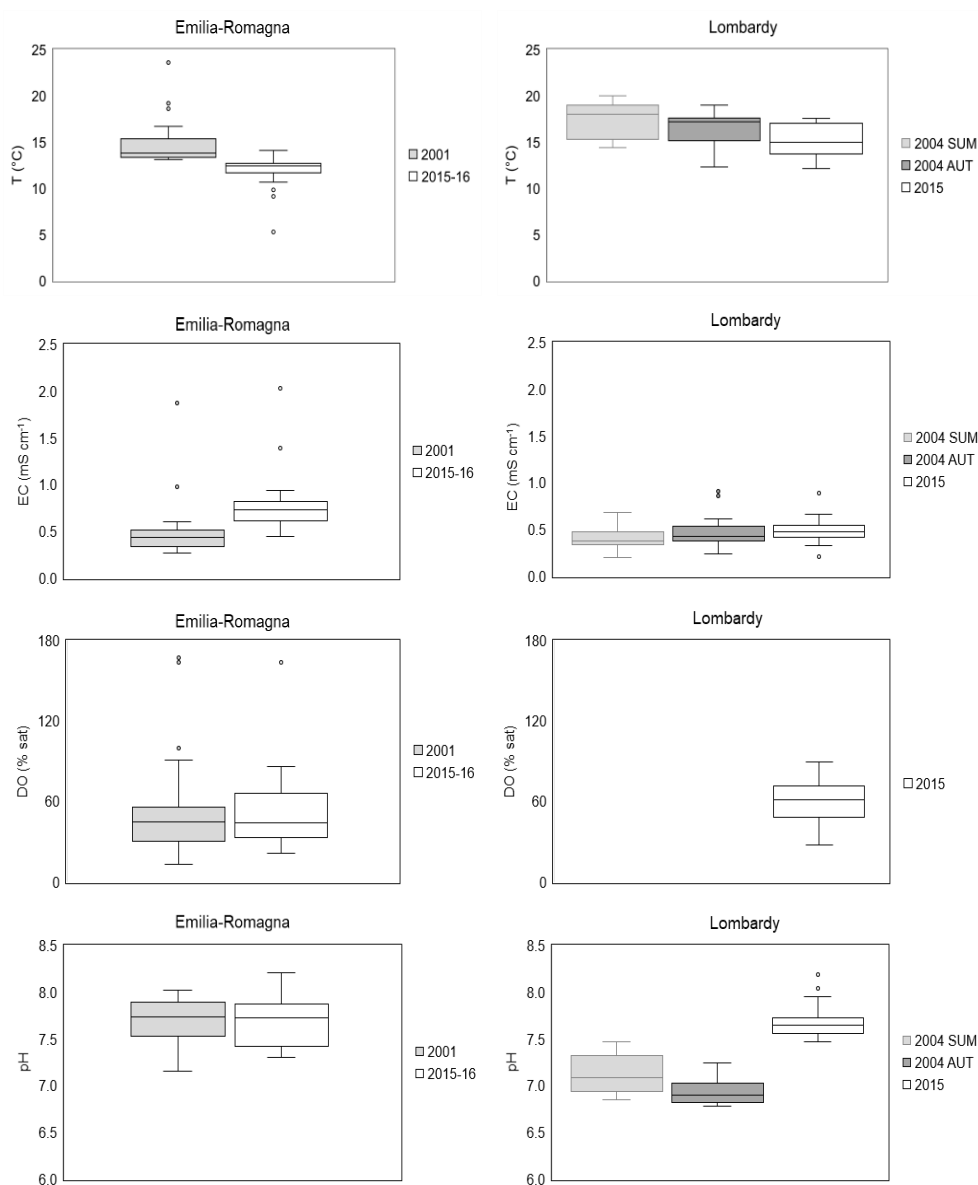 Emilia-Romagna
25
20
15
10
5
0
T (°C)
2001
2015-16
Lombardy
25
20
15
10
5
0
T (°C)
2004 SUM
2004 AUT
2015
Emilia-Romagna
2.5
2.0
1.5
1.0
0.5
0.0
EC (mS cm⁻¹)
2001
2015-16
Lombardy
2.5
2.0
1.5
1.0
0.5
0.0
EC (mS cm⁻¹)
2004 SUM
2004 AUT
2015
Emilia-Romagna
180
120
60
0
DO (% sat)
2001
2015-16
Lombardy
180
120
60
0
DO (% sat)
2015
Emilia-Romagna
8.5
8.0
7.5
7.0
6.5
6.0
pH
2001
2015-16
Lombardy
8.5
8.0
7.5
7.0
6.5
6.0
pH
2004 SUM
2004 AUT
2015